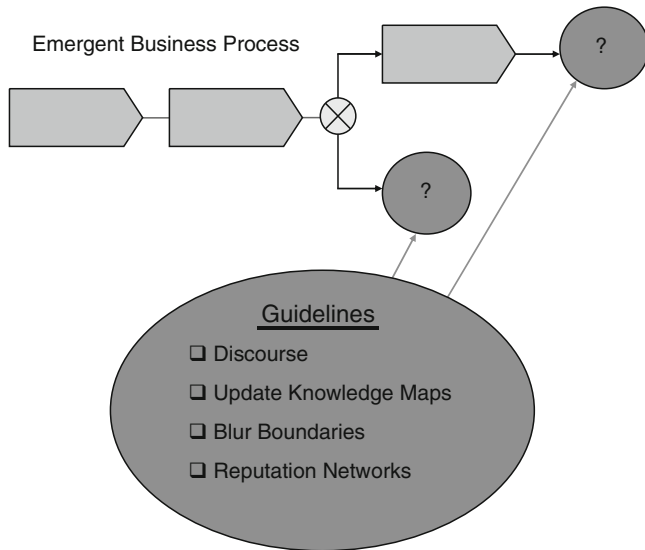 Emergent Business Process
?
?
Guidelines
❑ Discourse
❑ Update Knowledge Maps
❑ Blur Boundaries
❑ Reputation Networks